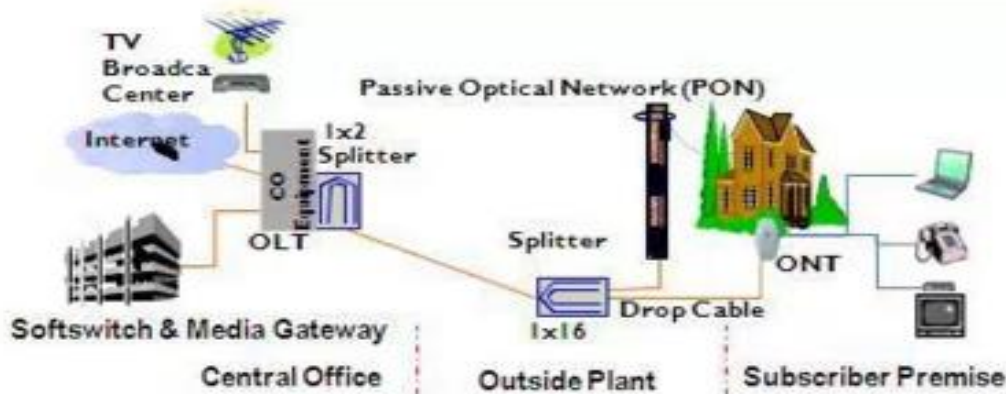 TV
Broadca
Center
Passive Optical Network (PON)
Internet
1x2
Splitter
CO
Equipment
OLT
Splitter
ONT
Drop Cable
1x16
Softswitch & Media Gateway
Central Office
Outside Plant
Subscriber Premise